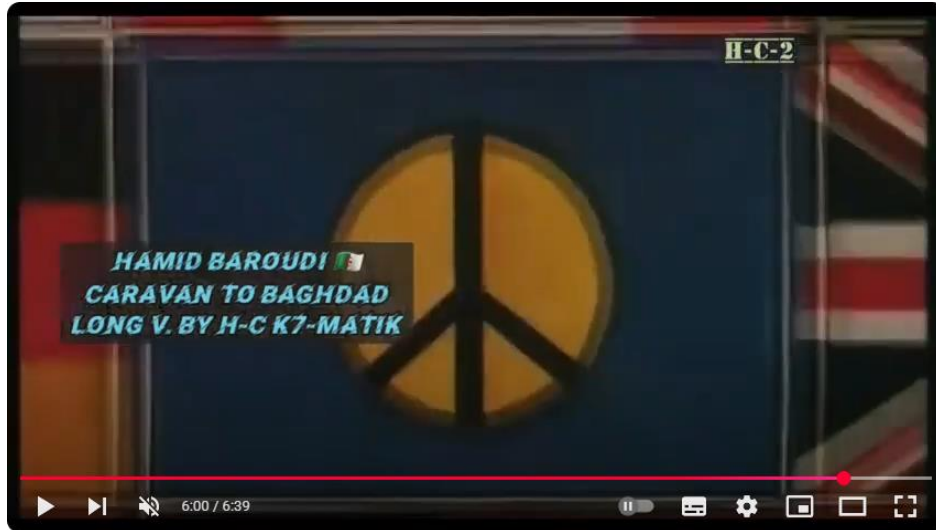 H-C-2
HAMID BAROUDI 🇩🇿
CARAVAN TO BAGHDAD
LONG V. BY H-C K7-MATIK
6:00 / 6:39